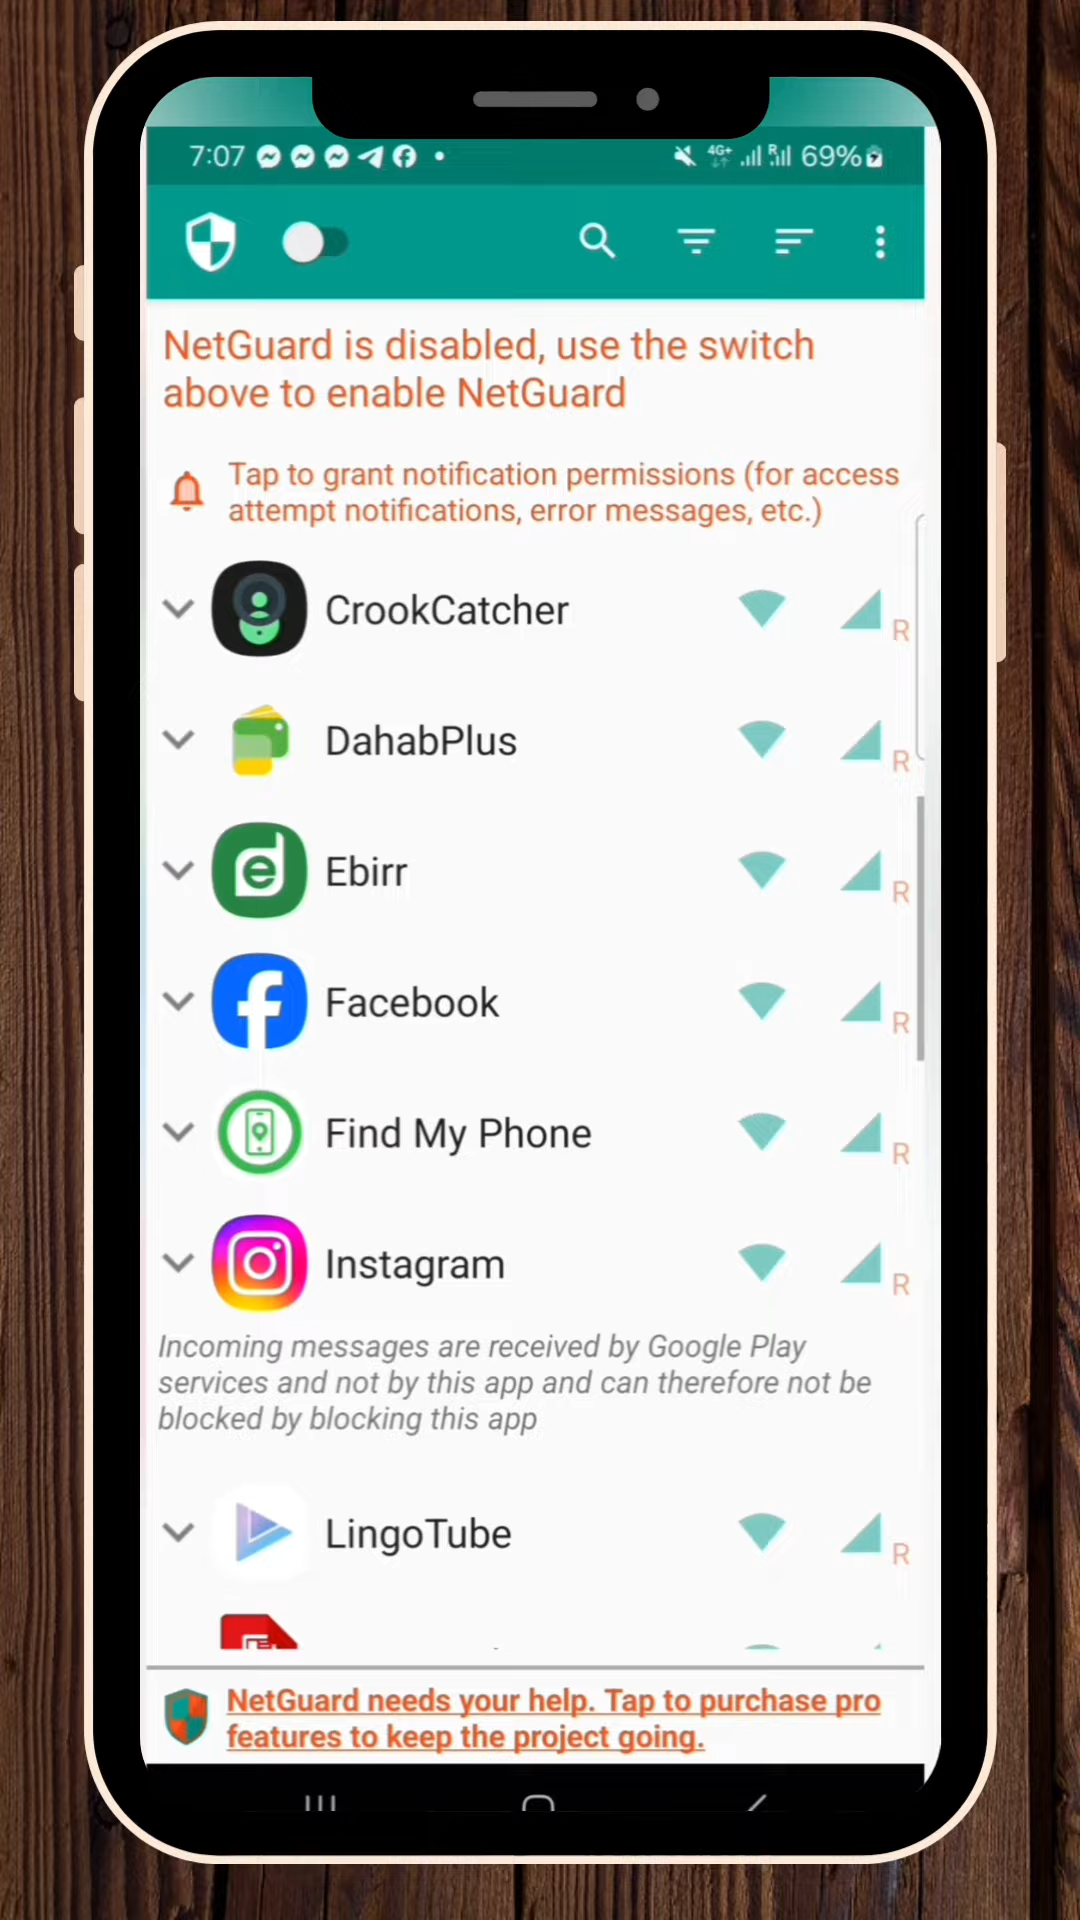 7:07 4G+ R 69%
NetGuard is disabled, use the switch
above to enable NetGuard
Tap to grant notification permissions (for access
attempt notifications, error messages, etc.)
CrookCatcher R
DahabPlus R
Ebirr R
Facebook R
Find My Phone R
Instagram R
Incoming messages are received by Google Play
services and not by this app and can therefore not be
blocked by blocking this app
LingoTube R
NetGuard needs your help. Tap to purchase pro
features to keep the project going.